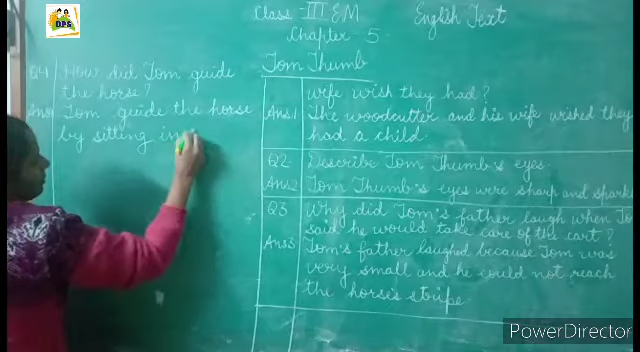 DPS
Class III EM English Text
Chapter - 5
Tom Thumb
Q4 How did Tom guide
the horse?
Ans4 Tom guide the horse
by sitting in
wife wish they had?
Ans.1 The woodcutter and his wife wished they
had a child.
Q2 Describe Tom Thumb's eyes.
Ans2 Tom Thumb's eyes were sharp and spark
Q3 Why did Tom's father laugh when To
said he would take care of the cart?
Ans3 Tom's father laughed because Tom was
very small and he could not reach
the horse's
PowerDirector